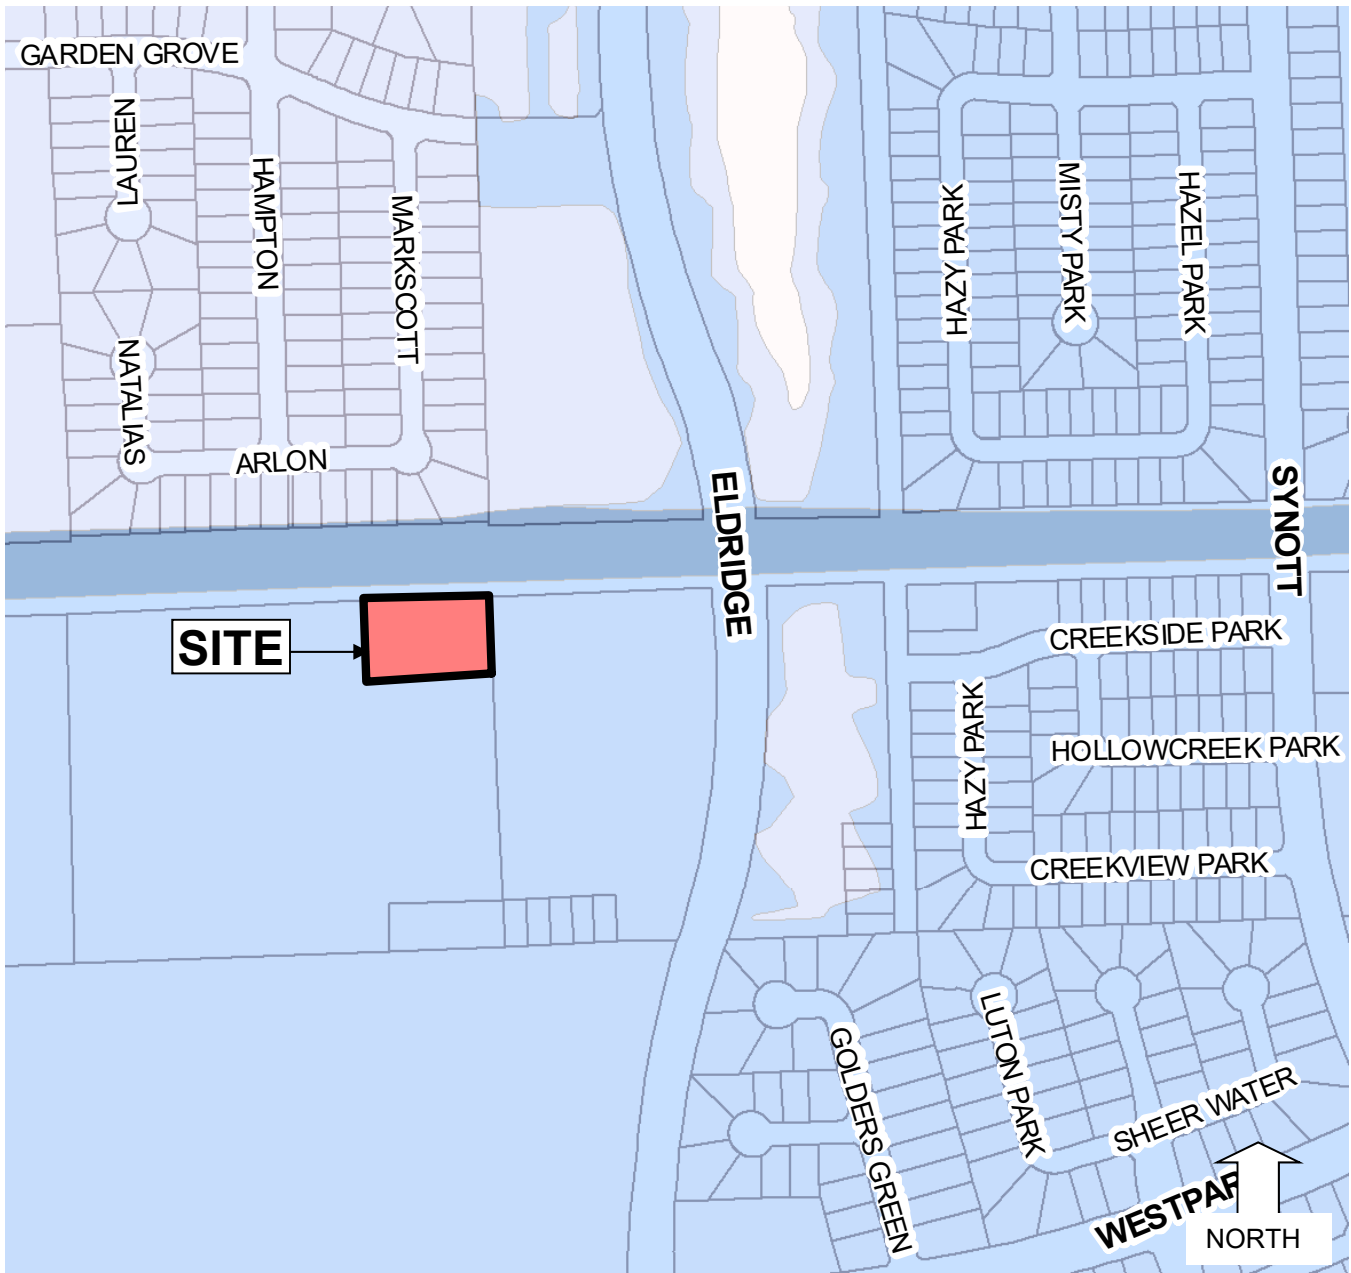 GARDEN GROVE
LAUREN
HAMPTON
MARKSCOTT
NATALIAS
ARLON
HAZY PARK
MISTY PARK
HAZEL PARK
SYNOTT
ELDRIDGE
SITE
CREEKSIDE PARK
HAZY PARK
HOLLOWCREEK PARK
CREEKVIEW PARK
LUTON PARK
GOLDERS GREEN
SHEER WATER
WESTPAR
NORTH